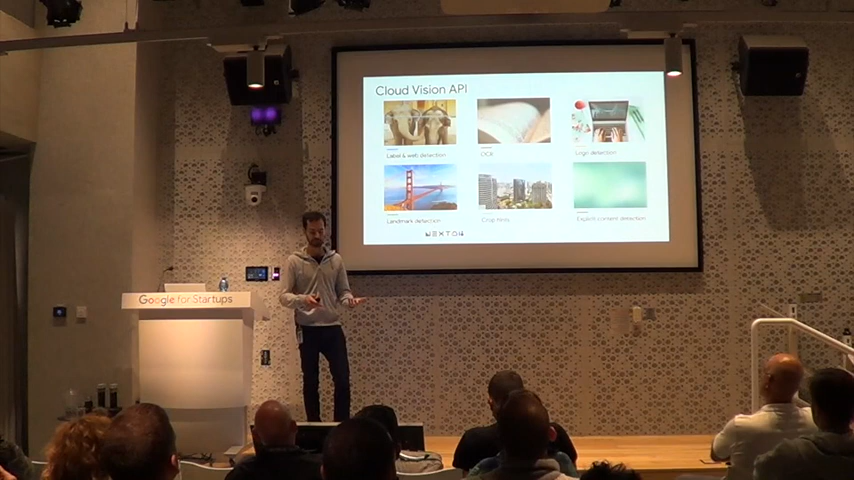 Cloud Vision API
Label & web detection
OCR
Logo detection
Landmark detection
Crop hints
Explicit content detection
NEXTON
Google for Startups